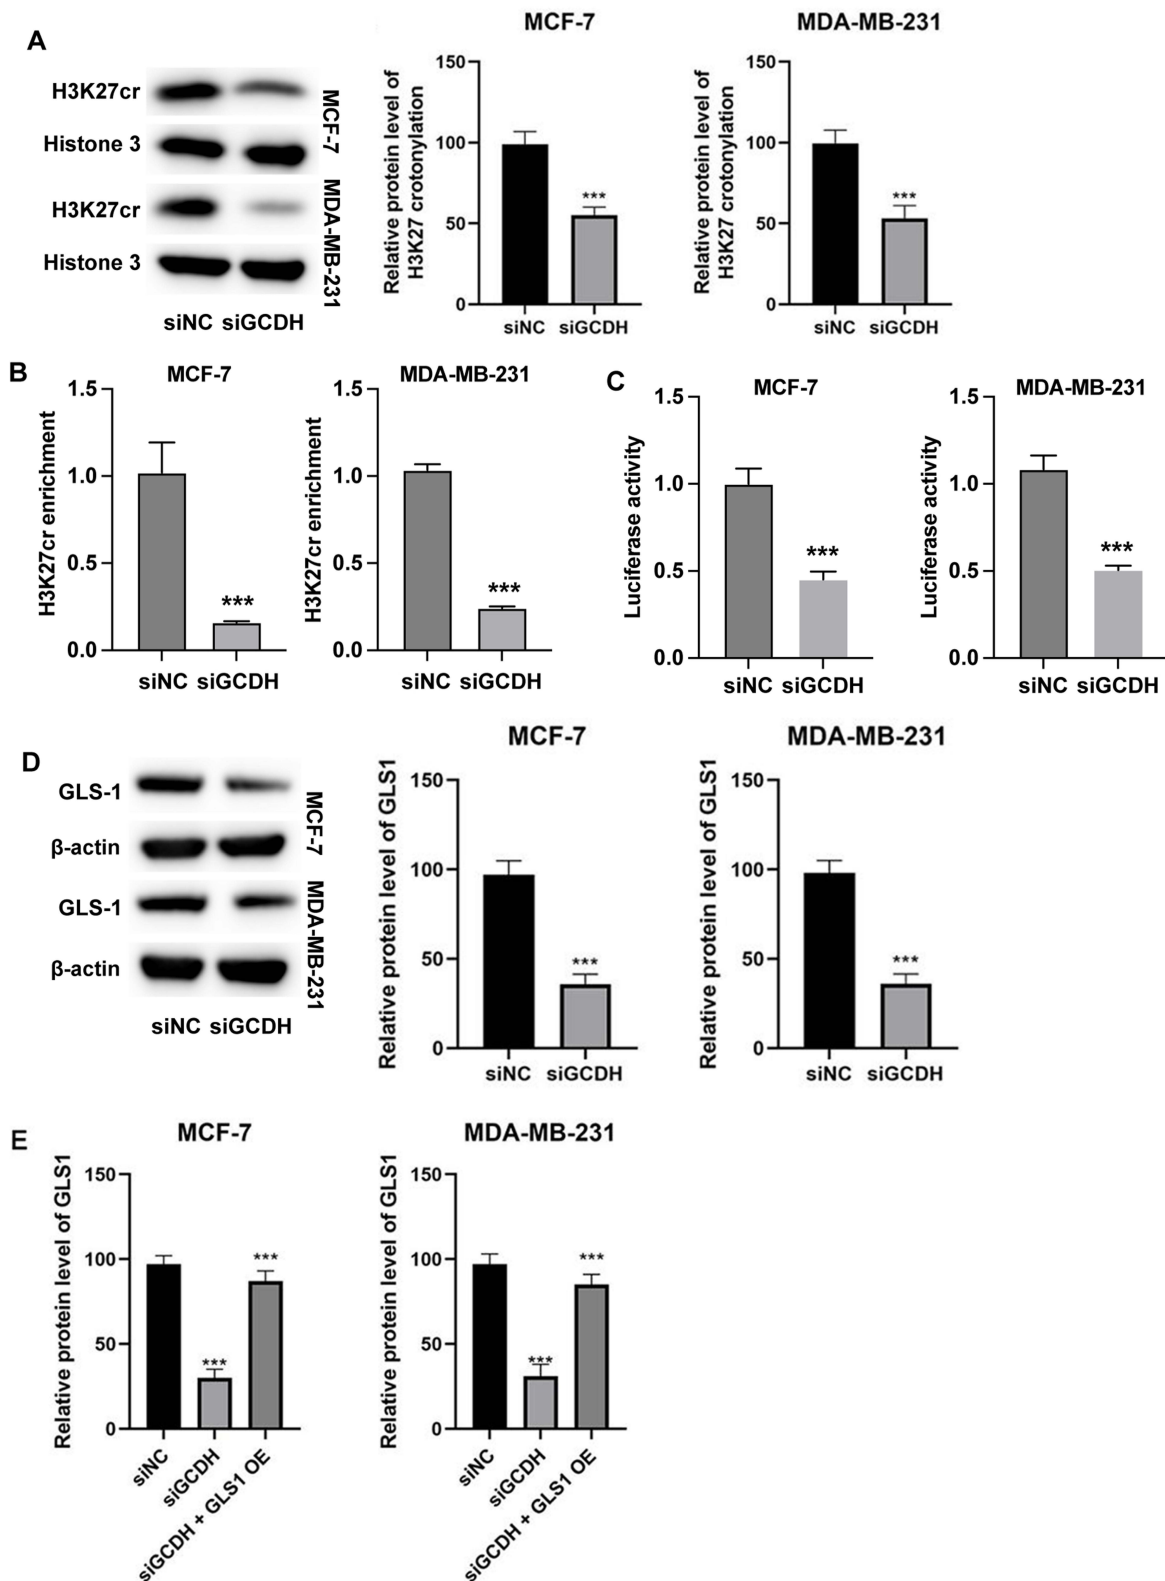 A
H3K27cr
Histone 3
H3K27cr
Histone 3
MCF-7
MDA-MB-231
siNC siGCDH
MCF-7
Relative protein level of
H3K27 crotonylation
150
100
50
0
***
siNC siGCDH
MDA-MB-231
Relative protein level of
H3K27 crotonylation
150
100
50
0
***
siNC siGCDH
B
MCF-7
H3K27cr enrichment
1.5
1.0
0.5
0.0
***
siNC siGCDH
MDA-MB-231
H3K27cr enrichment
1.5
1.0
0.5
0.0
***
siNC siGCDH
C
MCF-7
Luciferase activity
1.5
1.0
0.5
0.0
***
siNC siGCDH
MDA-MB-231
Luciferase activity
1.5
1.0
0.5
0.0
***
siNC siGCDH
D
GLS-1
β-actin
GLS-1
β-actin
MCF-7
MDA-MB-231
siNC siGCDH
MCF-7
Relative protein level of GLS1
150
100
50
0
***
siNC siGCDH
MDA-MB-231
Relative protein level of GLS1
150
100
50
0
***
siNC siGCDH
E
MCF-7
Relative protein level of GLS1
150
100
50
0
***
***
siNC
siGCDH
siGCDH + GLS1 OE
MDA-MB-231
Relative protein level of GLS1
150
100
50
0
***
***
siNC
siGCDH
siGCDH + GLS1 OE